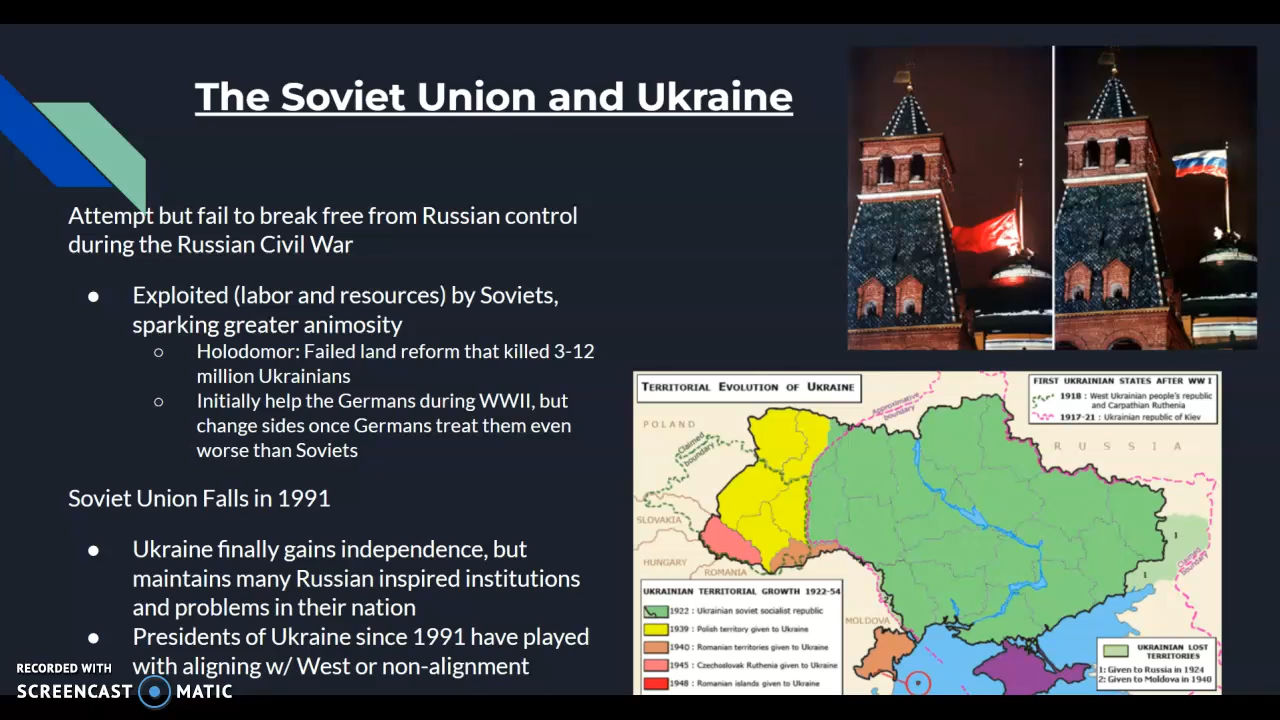 The Soviet Union and Ukraine
Attempt but fail to break free from Russian control
during the Russian Civil War
● Exploited (labor and resources) by Soviets,
sparking greater animosity
○ Holodomor: Failed land reform that killed 3-12
million Ukrainians
○ Initially help the Germans during WWII, but
change sides once Germans treat them even
worse than Soviets
Soviet Union Falls in 1991
● Ukraine finally gains independence, but
maintains many Russian inspired institutions
and problems in their nation
● Presidents of Ukraine since 1991 have played
with aligning w/ West or non-alignment
RECORDED WITH
SCREENCAST MATIC
TERRITORIAL EVOLUTION OF UKRAINE
FIRST UKRAINIAN STATES AFTER WW I
1918 : West Ukrainian people's republic
and Carpathian Ruthenia
1917-21 : Ukrainian republic of Kiev
Approximative
boundary
POLAND
Claimed
boundary
RUSSIA
SLOVAKIA
HUNGARY
ROMANIA
MOLDOVIA
1
1
boundary
UKRAINIAN TERRITORIAL GROWTH 1922-54
1922 : Ukrainian soviet socialist republic
1939 : Polish territory given to Ukraine
1940 : Romanian territories given to Ukraine
1945 : Czechoslovak Ruthenia given to Ukraine
1948 : Romanian islands given to Ukraine
UKRAINIAN LOST
TERRITORIES
1: Given to Russia in 1924
2: Given to Moldova in 1940